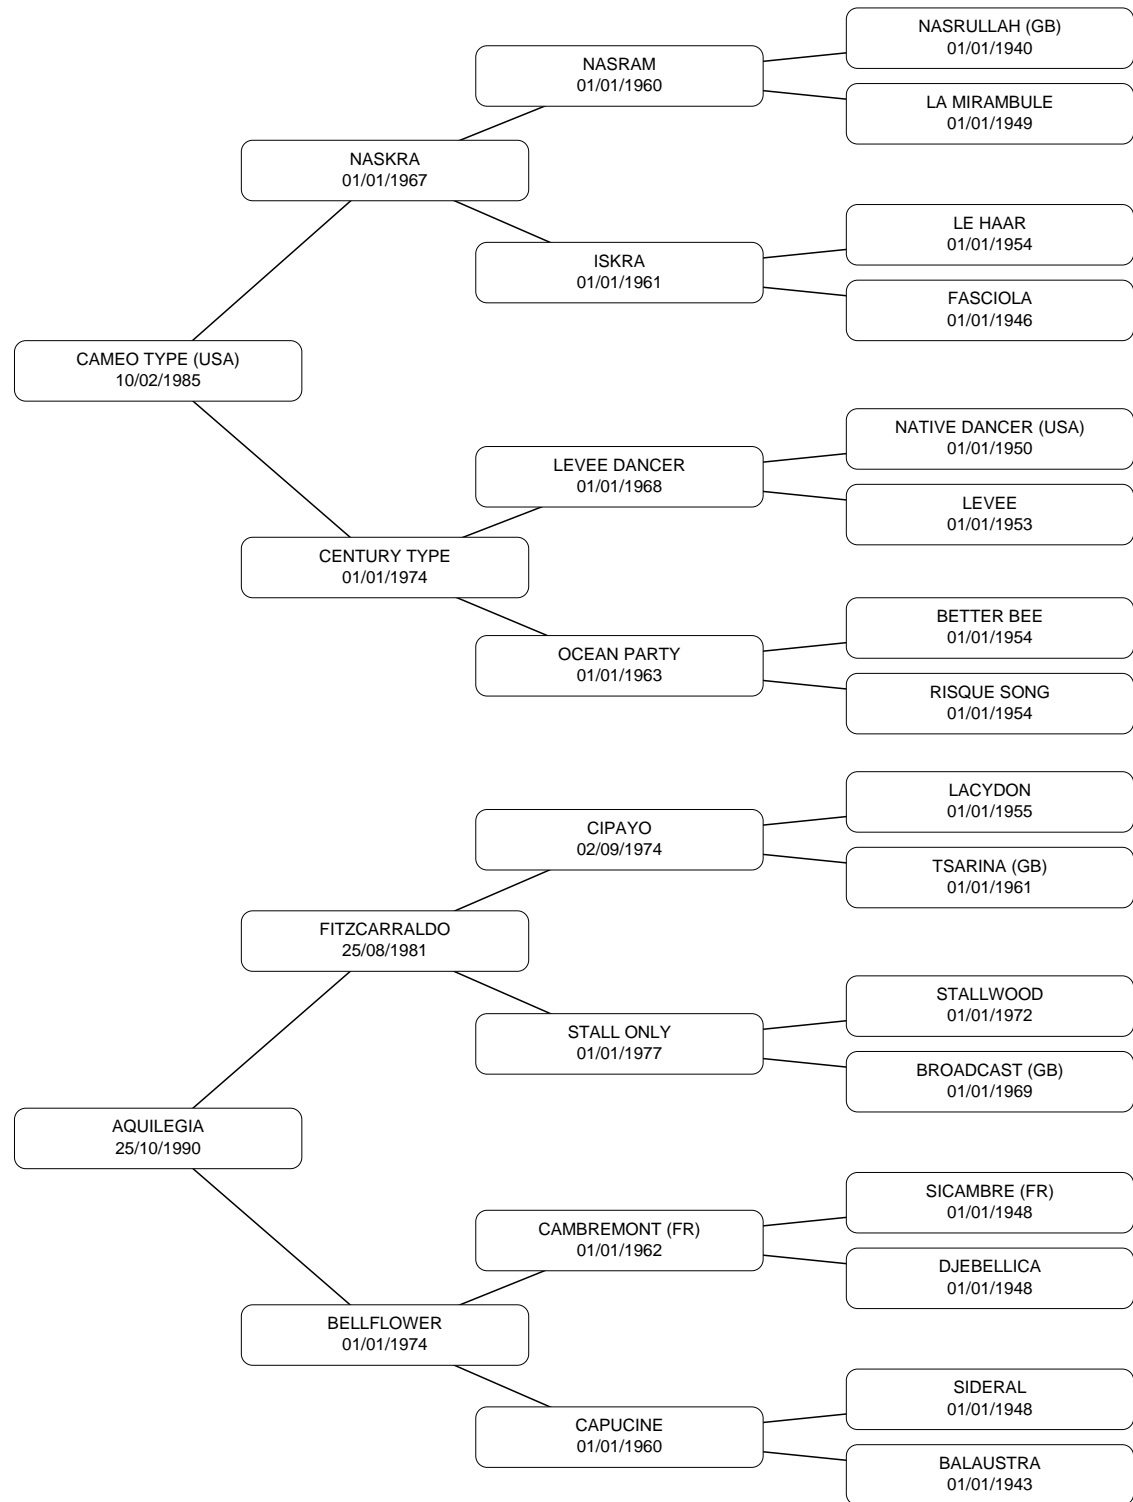 NASRULLAH (GB)
01/01/1940
NASRAM
01/01/1960
LA MIRAMBULE
01/01/1949
NASKRA
01/01/1967
LE HAAR
01/01/1954
ISKRA
01/01/1961
FASCIOLA
01/01/1946
CAMEO TYPE (USA)
10/02/1985
NATIVE DANCER (USA)
01/01/1950
LEVEE DANCER
01/01/1968
LEVEE
01/01/1953
CENTURY TYPE
01/01/1974
BETTER BEE
01/01/1954
OCEAN PARTY
01/01/1963
RISQUE SONG
01/01/1954
LACYDON
01/01/1955
CIPAYO
02/09/1974
TSARINA (GB)
01/01/1961
FITZCARRALDO
25/08/1981
STALLWOOD
01/01/1972
STALL ONLY
01/01/1977
BROADCAST (GB)
01/01/1969
AQUILEGIA
25/10/1990
SICAMBRE (FR)
01/01/1948
CAMBREMONT (FR)
01/01/1962
DJEBELLICA
01/01/1948
BELLFLOWER
01/01/1974
SIDERAL
01/01/1948
CAPUCINE
01/01/1960
BALAUSTRA
01/01/1943